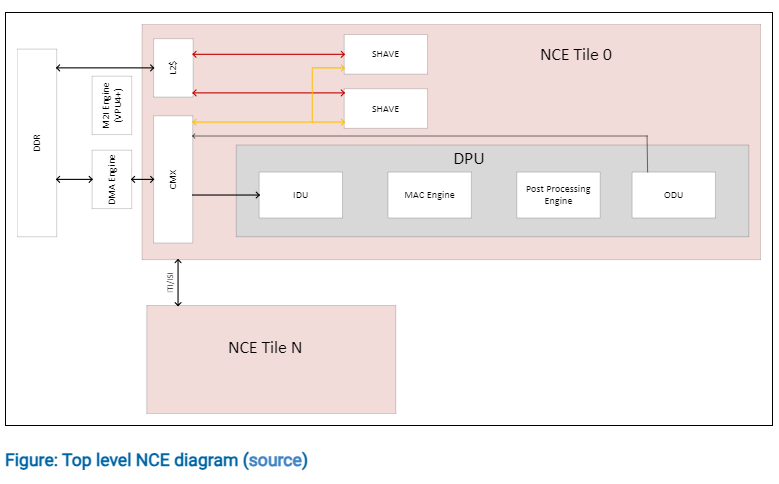 NCE Tile 0
SHAVE
L2$
M2I Engine
(VPU4+)
SHAVE
DDR
DPU
DMA Engine
CMX
IDU
MAC Engine
Post Processing
Engine
ODU
ITI/ISI
NCE Tile N
Figure: Top level NCE diagram (source)